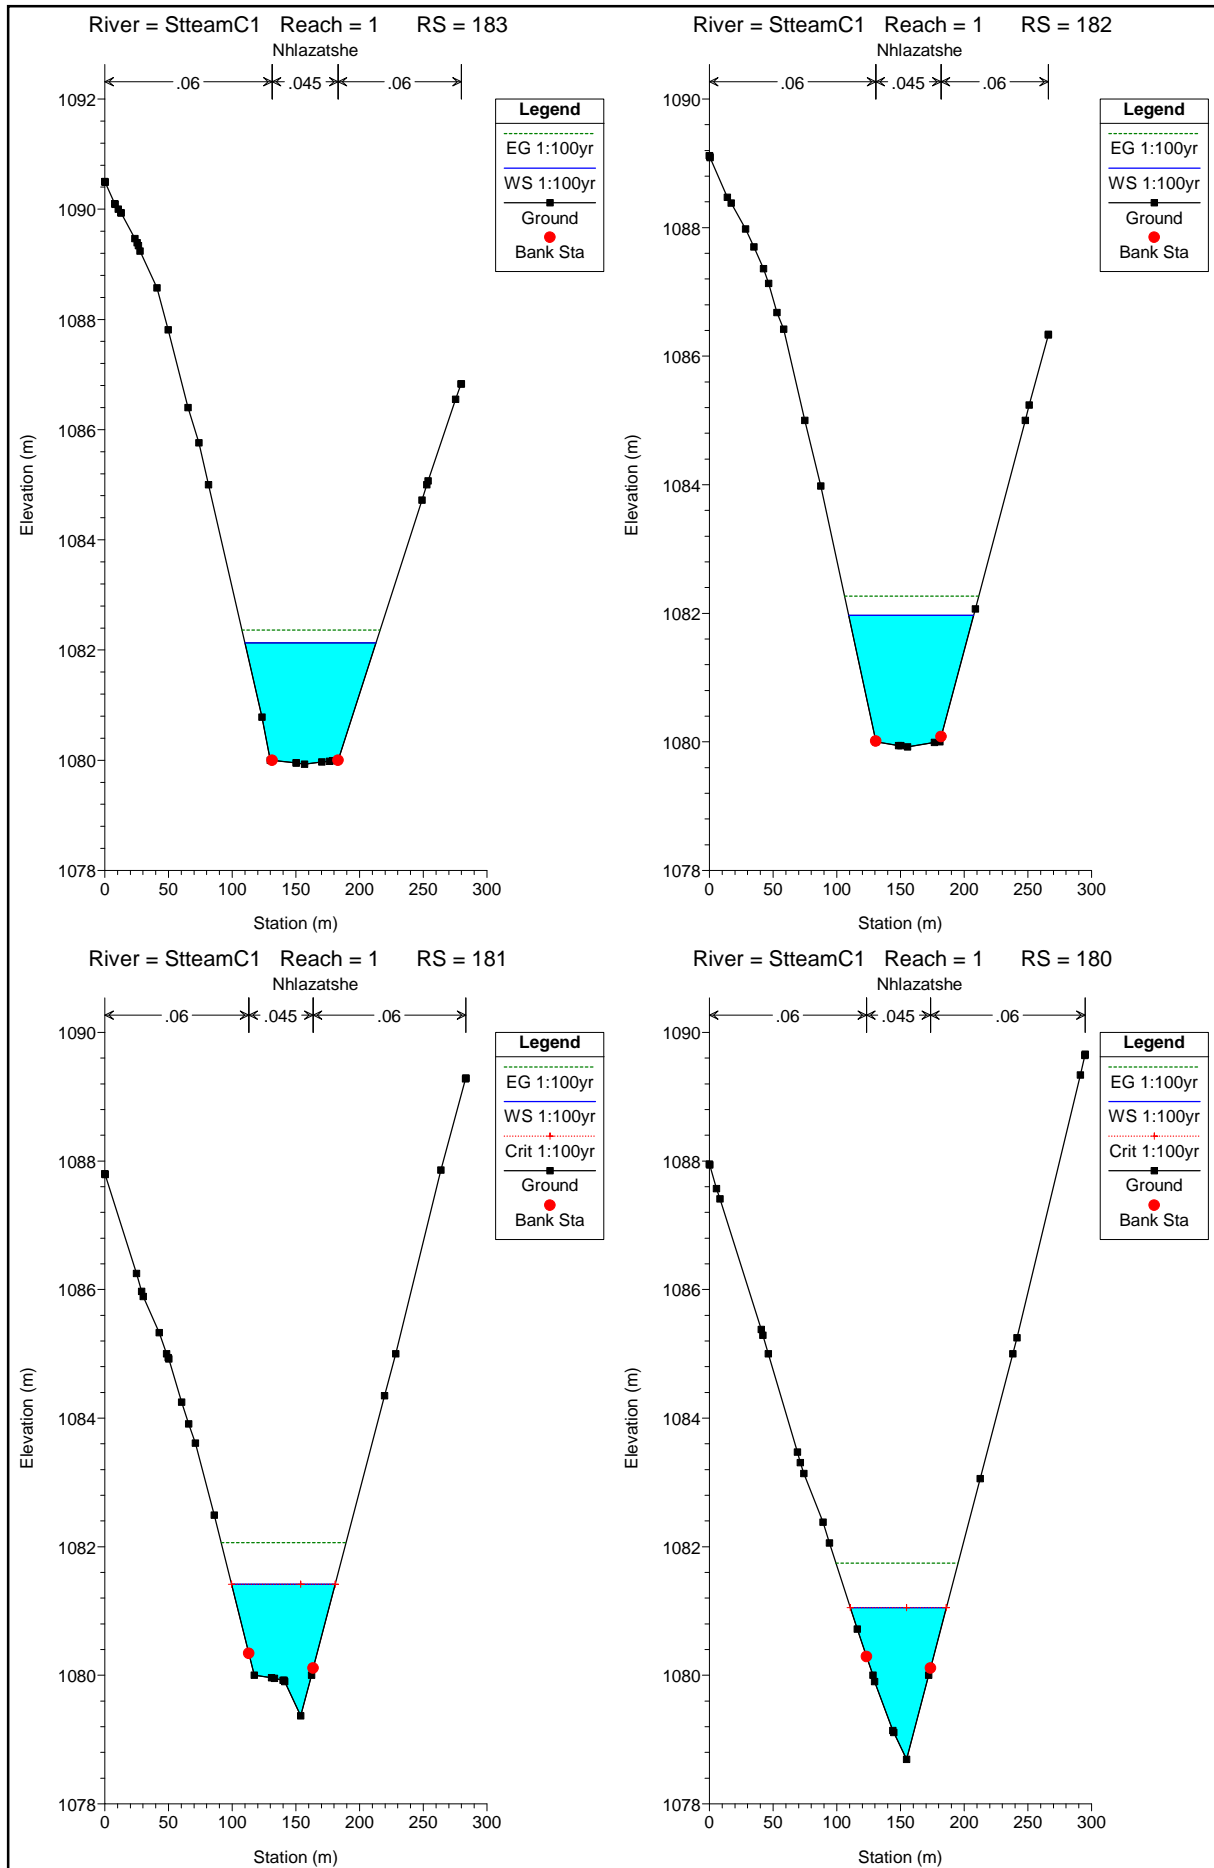 River = StteamC1 Reach = 1 RS = 183
Nhlazatshe
.06 .045 .06
Legend
EG 1:100yr
WS 1:100yr
Ground
Bank Sta
1092
1090
1088
1086
1084
1082
1080
1078
Elevation (m)
0 50 100 150 200 250 300
Station (m)
River = StteamC1 Reach = 1 RS = 182
Nhlazatshe
.06 .045 .06
Legend
EG 1:100yr
WS 1:100yr
Ground
Bank Sta
1090
1088
1086
1084
1082
1080
1078
Elevation (m)
0 50 100 150 200 250 300
Station (m)
River = StteamC1 Reach = 1 RS = 181
Nhlazatshe
.06 .045 .06
Legend
EG 1:100yr
WS 1:100yr
Crit 1:100yr
Ground
Bank Sta
1090
1088
1086
1084
1082
1080
1078
Elevation (m)
0 50 100 150 200 250 300
Station (m)
River = StteamC1 Reach = 1 RS = 180
Nhlazatshe
.06 .045 .06
Legend
EG 1:100yr
WS 1:100yr
Crit 1:100yr
Ground
Bank Sta
1090
1088
1086
1084
1082
1080
1078
Elevation (m)
0 50 100 150 200 250 300
Station (m)